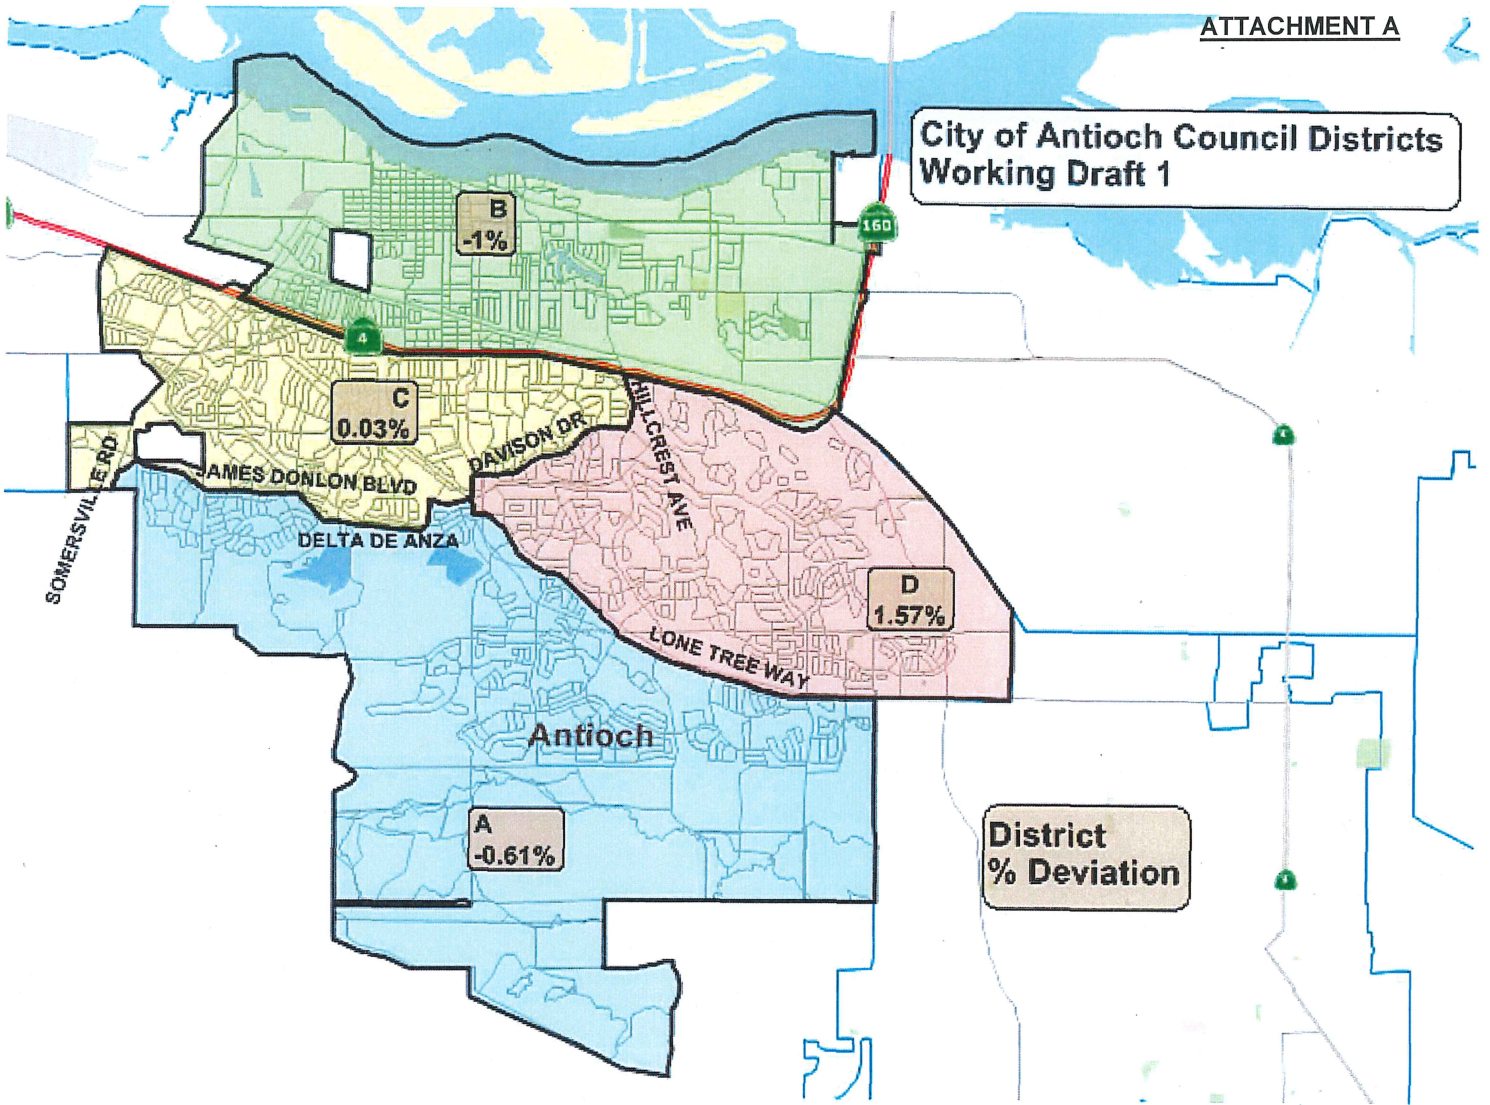 ATTACHMENT A
City of Antioch Council Districts
Working Draft 1
B
-1%
160
4
C
0.03%
HILLCREST AVE
DAVISON DR
SOMERSVILLE RD
JAMES DONLON BLVD
DELTA DE ANZA
D
1.57%
LONE TREE WAY
Antioch
A
-0.61%
District
% Deviation
4